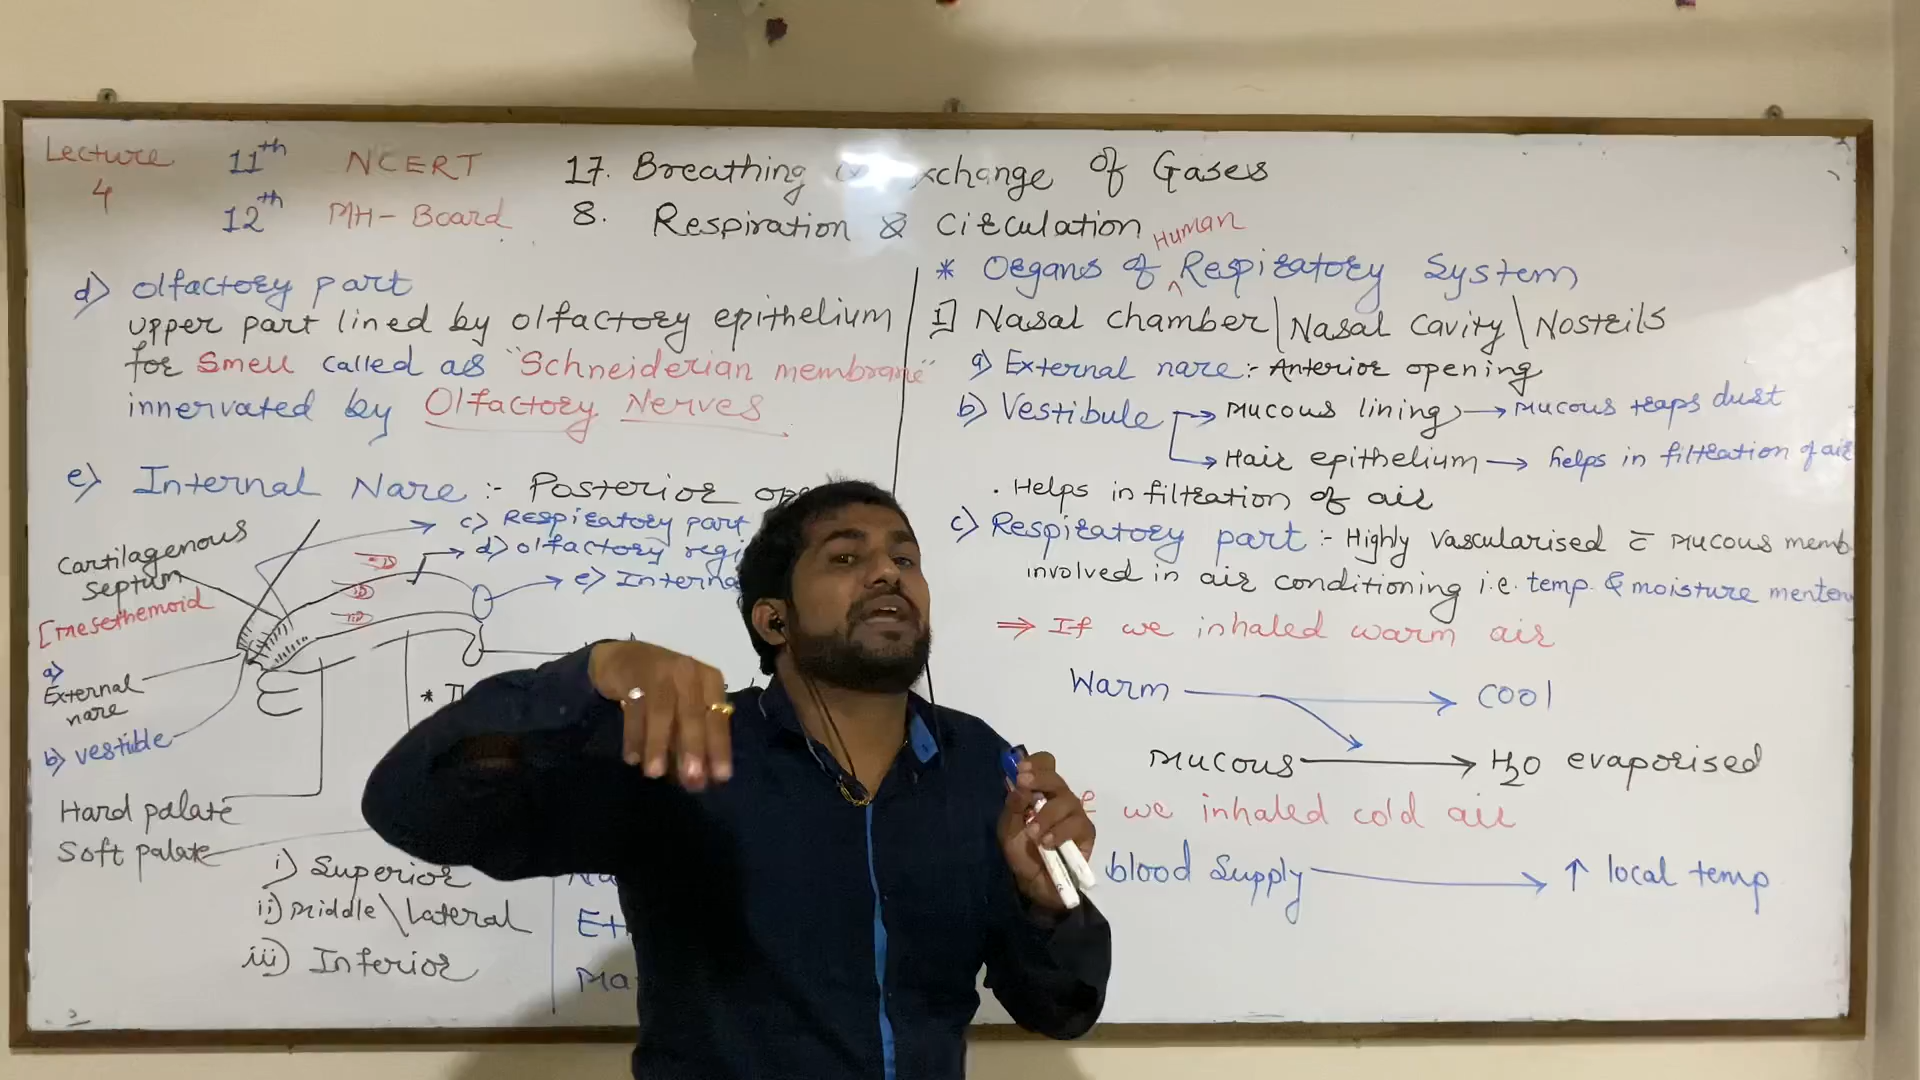 Lecture 4
11th NCERT 17. Breathing & xchange of Gases
12th MH-Board 8. Respiration & Circulation
d) Olfactory part
upper part lined by olfactory epithelium
for smell called as "Schneiderian membrane"
innervated by Olfactory Nerves
e) Internal Nare :- Posterior ope
c) Respiratory part
d) olfactory regi
e) Interna
Cartilagenous
septum
[mesethemoid
a)
External
nare
b) vestible
Hard palate
Soft palate
i) Superior
ii) Middle\lateral
iii) Inferior
Eth
Ma
* Organs of Human Respiratory System
I] Nasal chamber|Nasal cavity\Nostrils
a) External nare :- Anterior opening
b) Vestibule → Mucous lining → Mucous traps dust
→ Hair epithelium → helps in filtration of air
. Helps in filtration of air
c) Respiratory part :- Highly vascularised c̄ mucous memb
involved in air conditioning i.e. temp. & moisture menten
⇒ If we inhaled warm air
Warm → cool
Mucous → H2O evaporised
we inhaled cold air
blood supply → ↑ local temp